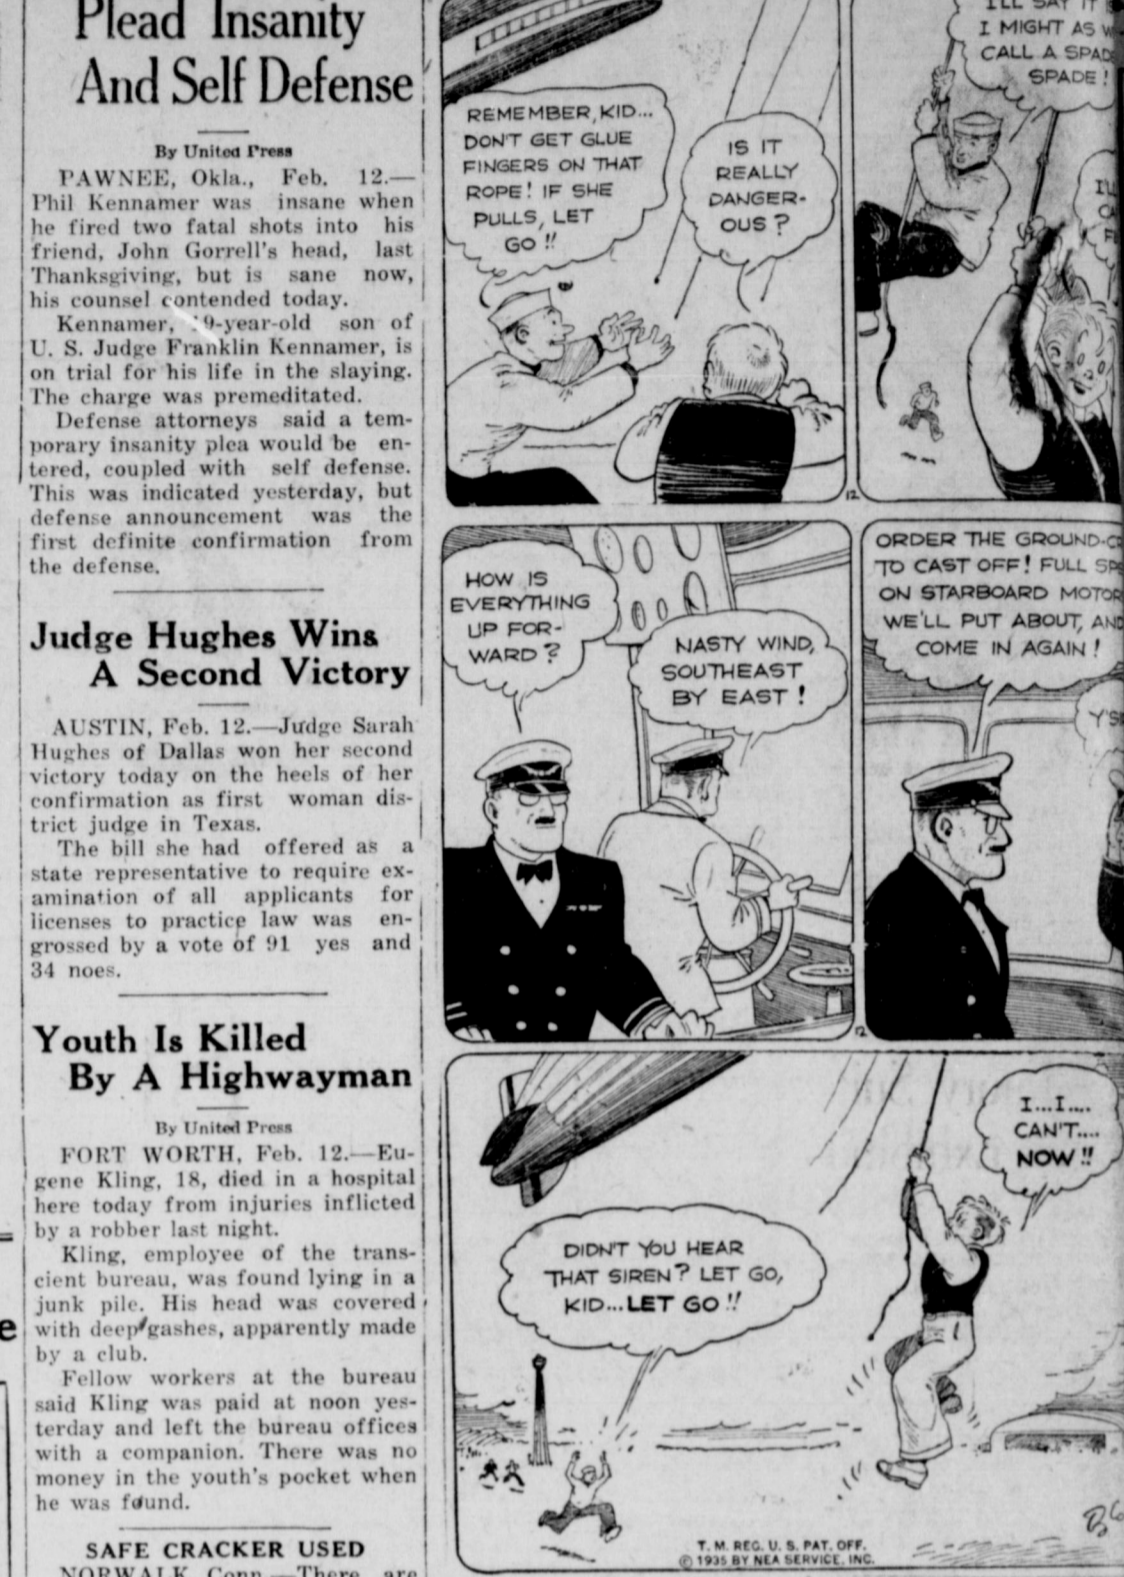 Plead Insanity
And Self Defense
By United Press
PAWNEE, Okla., Feb. 12.—
Phil Kennamer was insane when
he fired two fatal shots into his
friend, John Gorrell's head, last
Thanksgiving, but is sane now,
his counsel contended today.
Kennamer, 19-year-old son of
U. S. Judge Franklin Kennamer, is
on trial for his life in the slaying.
The charge was premeditated.
Defense attorneys said a tem-
porary insanity plea would be en-
tered, coupled with self defense.
This was indicated yesterday, but
defense announcement was the
first definite confirmation from
the defense.
Judge Hughes Wins
A Second Victory
AUSTIN, Feb. 12.—Judge Sarah
Hughes of Dallas won her second
victory today on the heels of her
confirmation as first woman dis-
trict judge in Texas.
The bill she had offered as a
state representative to require ex-
amination of all applicants for
licenses to practice law was en-
grossed by a vote of 91 yes and
34 noes.
Youth Is Killed
By A Highwayman
By United Press
FORT WORTH, Feb. 12.—Eu-
gene Kling, 18, died in a hospital
here today from injuries inflicted
by a robber last night.
Kling, employee of the trans-
cient bureau, was found lying in a
junk pile. His head was covered
with deep gashes, apparently made
by a club.
Fellow workers at the bureau
said Kling was paid at noon yes-
terday and left the bureau offices
with a companion. There was no
money in the youth's pocket when
he was found.
SAFE CRACKER USED
NORWALK, Conn.—There are
REMEMBER, KID...
DON'T GET GLUE
FINGERS ON THAT
ROPE! IF SHE
PULLS, LET
GO!!
IS IT
REALLY
DANGER-
OUS?
12
I'LL SAY IT
I MIGHT AS
CALL A SPADE
SPADE!
I'LL
HOW IS
EVERYTHING
UP FOR-
WARD?
NASTY WIND,
SOUTHEAST
BY EAST!
12
ORDER THE GROUND-
TO CAST OFF! FULL
ON STARBOARD MOTOR
WE'LL PUT ABOUT, AND
COME IN AGAIN!
DIDN'T YOU HEAR
THAT SIREN? LET GO,
KID...LET GO!!
I...I....
CAN'T....
NOW!!
T. M. REG. U. S. PAT. OFF.
© 1935 BY NEA SERVICE, INC.